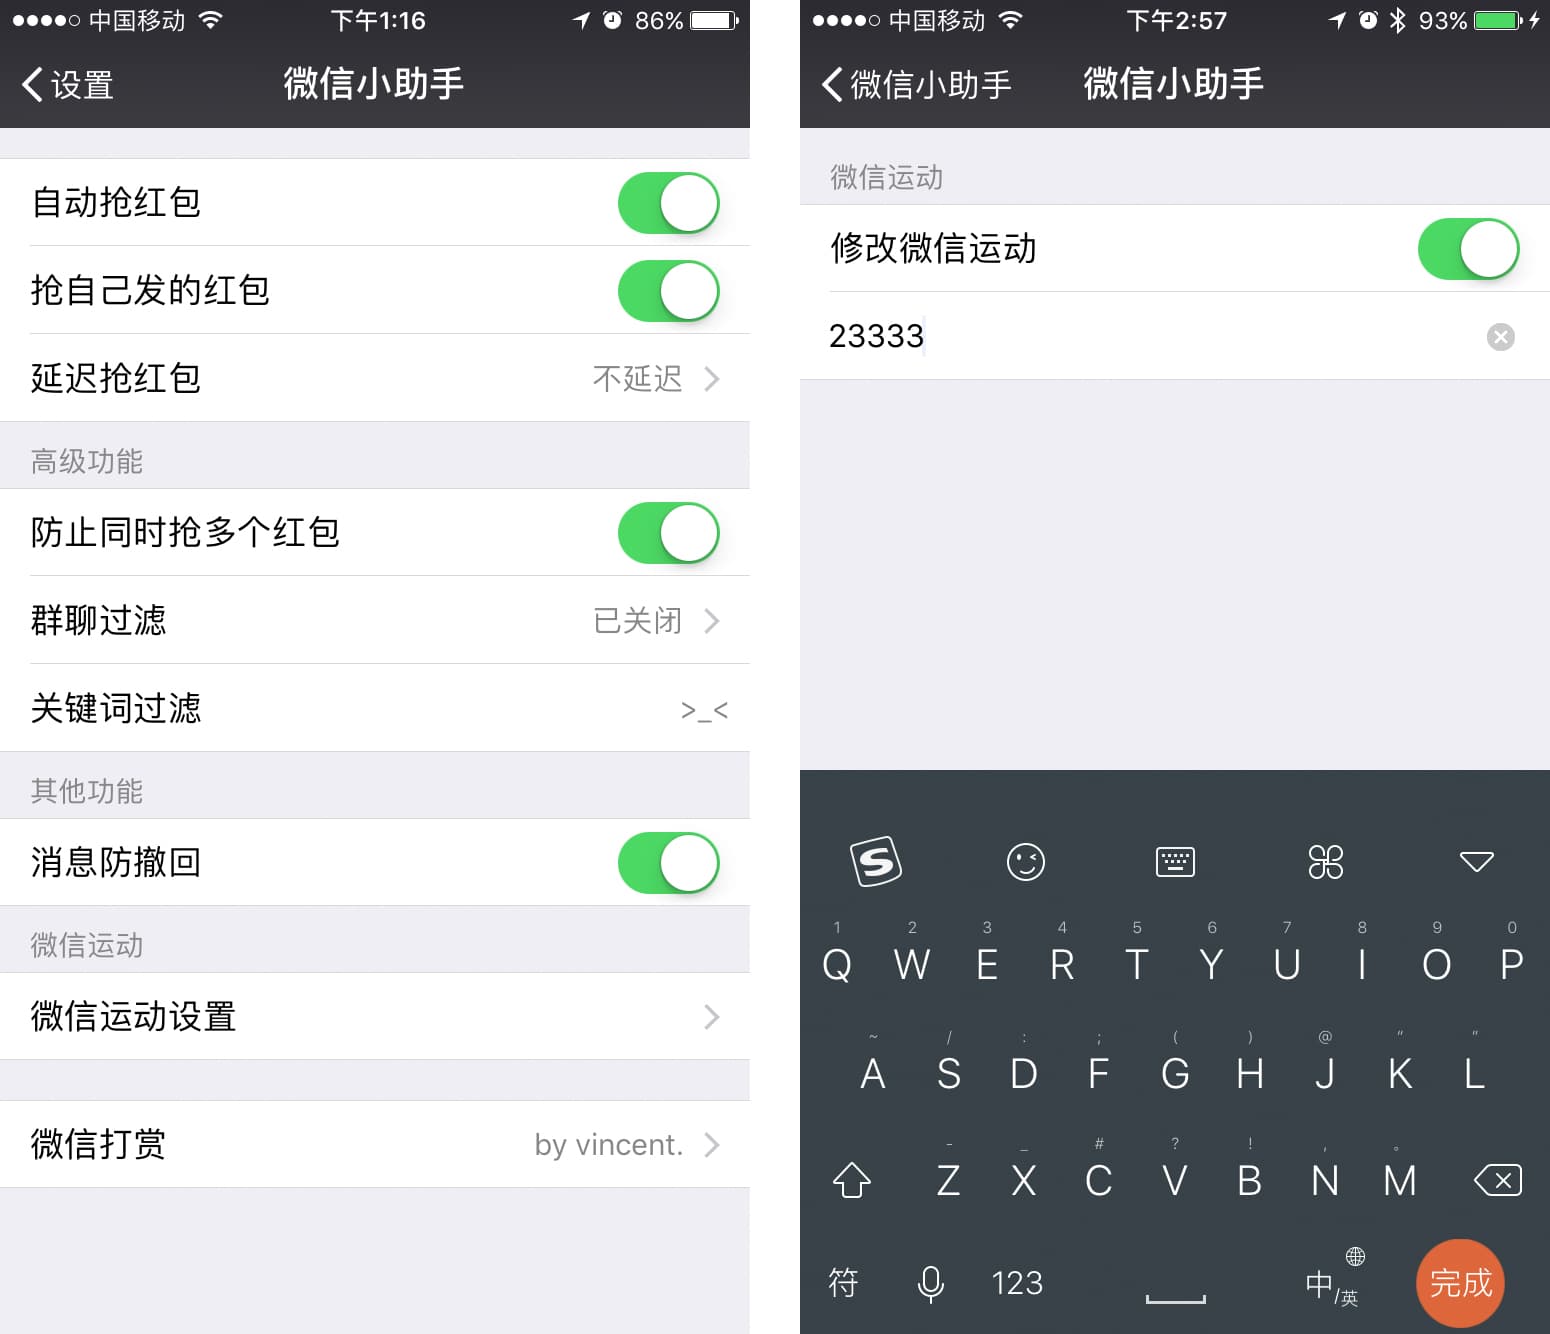 中国移动 下午1:16 86%
设置 微信小助手
自动抢红包
抢自己发的红包
延迟抢红包 不延迟
高级功能
防止同时抢多个红包
群聊过滤 已关闭
关键词过滤 >_<
其他功能
消息防撤回
微信运动
微信运动设置
微信打赏 by vincent.
中国移动 下午2:57 93%
微信小助手 微信小助手
微信运动
修改微信运动
23333
S
1 2 3 4 5 6 7 8 9 0
Q W E R T Y U I O P
~ / : ; ( ) @ “ “
A S D F G H J K L
- _ # ? ! , 。
Z X C V B N M
符 123 中/英 完成